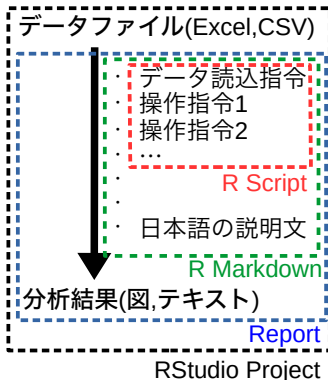 データファイル(Excel,CSV)
· データ読込指令
· 操作指令1
· 操作指令2
· …
·
·
· 日本語の説明文
R Script
R Markdown
分析結果(図,テキスト)
Report
RStudio Project